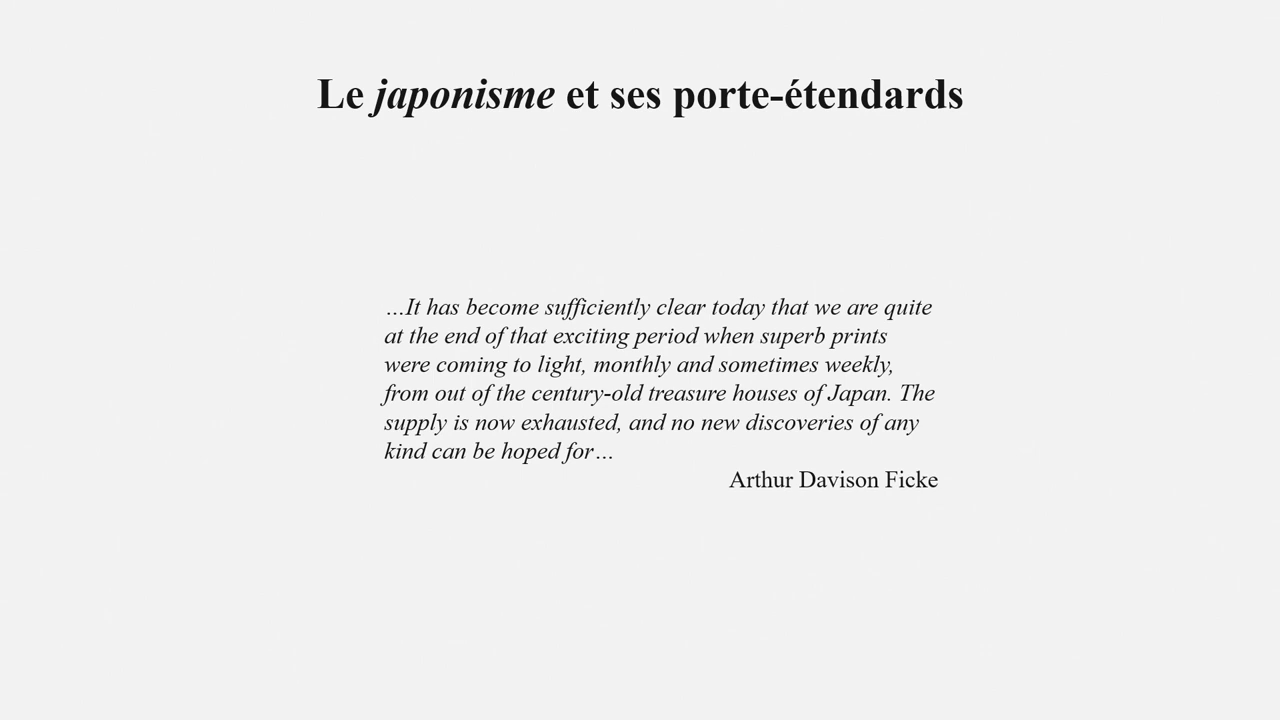 Le japonisme et ses porte-étendards
…It has become sufficiently clear today that we are quite
at the end of that exciting period when superb prints
were coming to light, monthly and sometimes weekly,
from out of the century-old treasure houses of Japan. The
supply is now exhausted, and no new discoveries of any
kind can be hoped for…
Arthur Davison Ficke